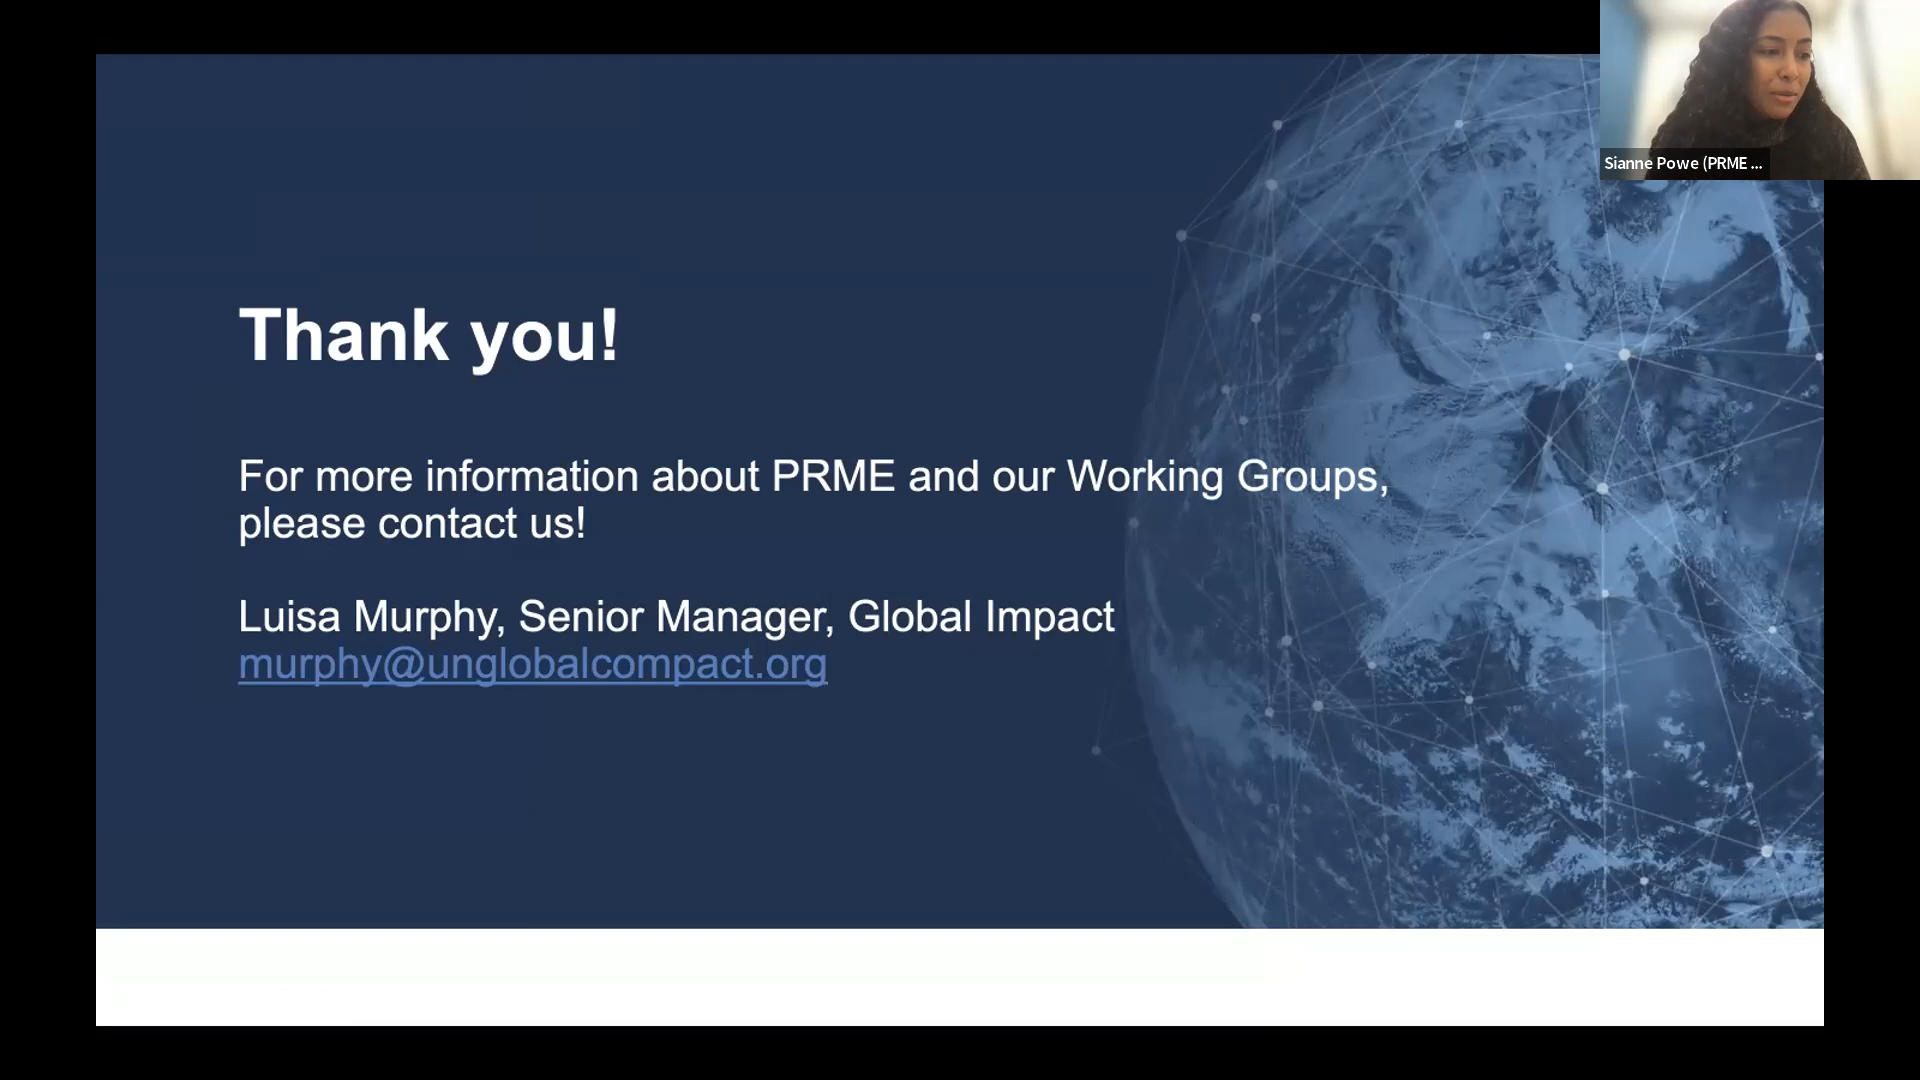 Sianne Powe (PRME ...
Thank you!
For more information about PRME and our Working Groups,
please contact us!
Luisa Murphy, Senior Manager, Global Impact
murphy@unglobalcompact.org